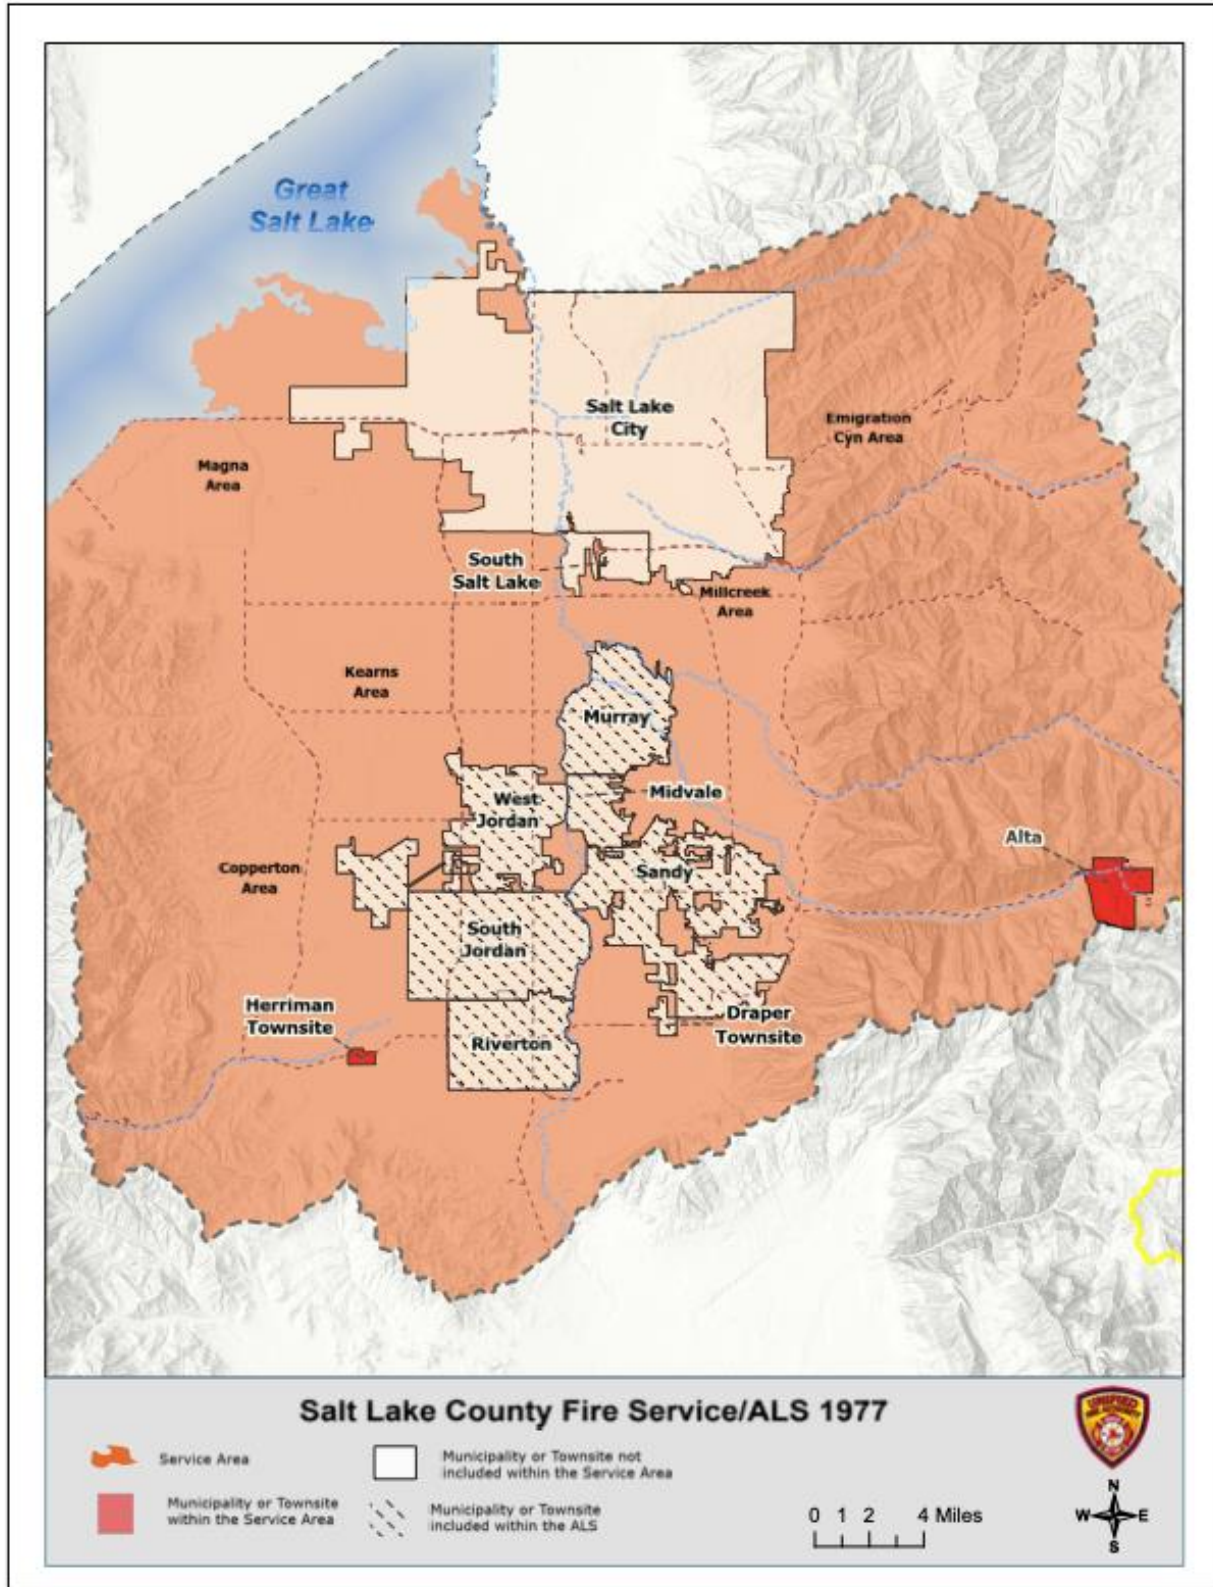 Great
Salt Lake
Salt Lake
City
Emigration
Cyn Area
Magna
Area
South
Salt Lake
Millcreek
Area
Kearns
Area
Murray
West
Jordan
Midvale
Alta
Copperton
Area
Sandy
South
Jordan
Herriman
Townsite
Draper
Townsite
Riverton
Salt Lake County Fire Service/ALS 1977
Service Area
Municipality or Townsite not
included within the Service Area
Municipality or Townsite
within the Service Area
Municipality or Townsite
included within the ALS
0 1 2 4 Miles
UNIFIED
FIRE AUTHORITY
N
W E
S